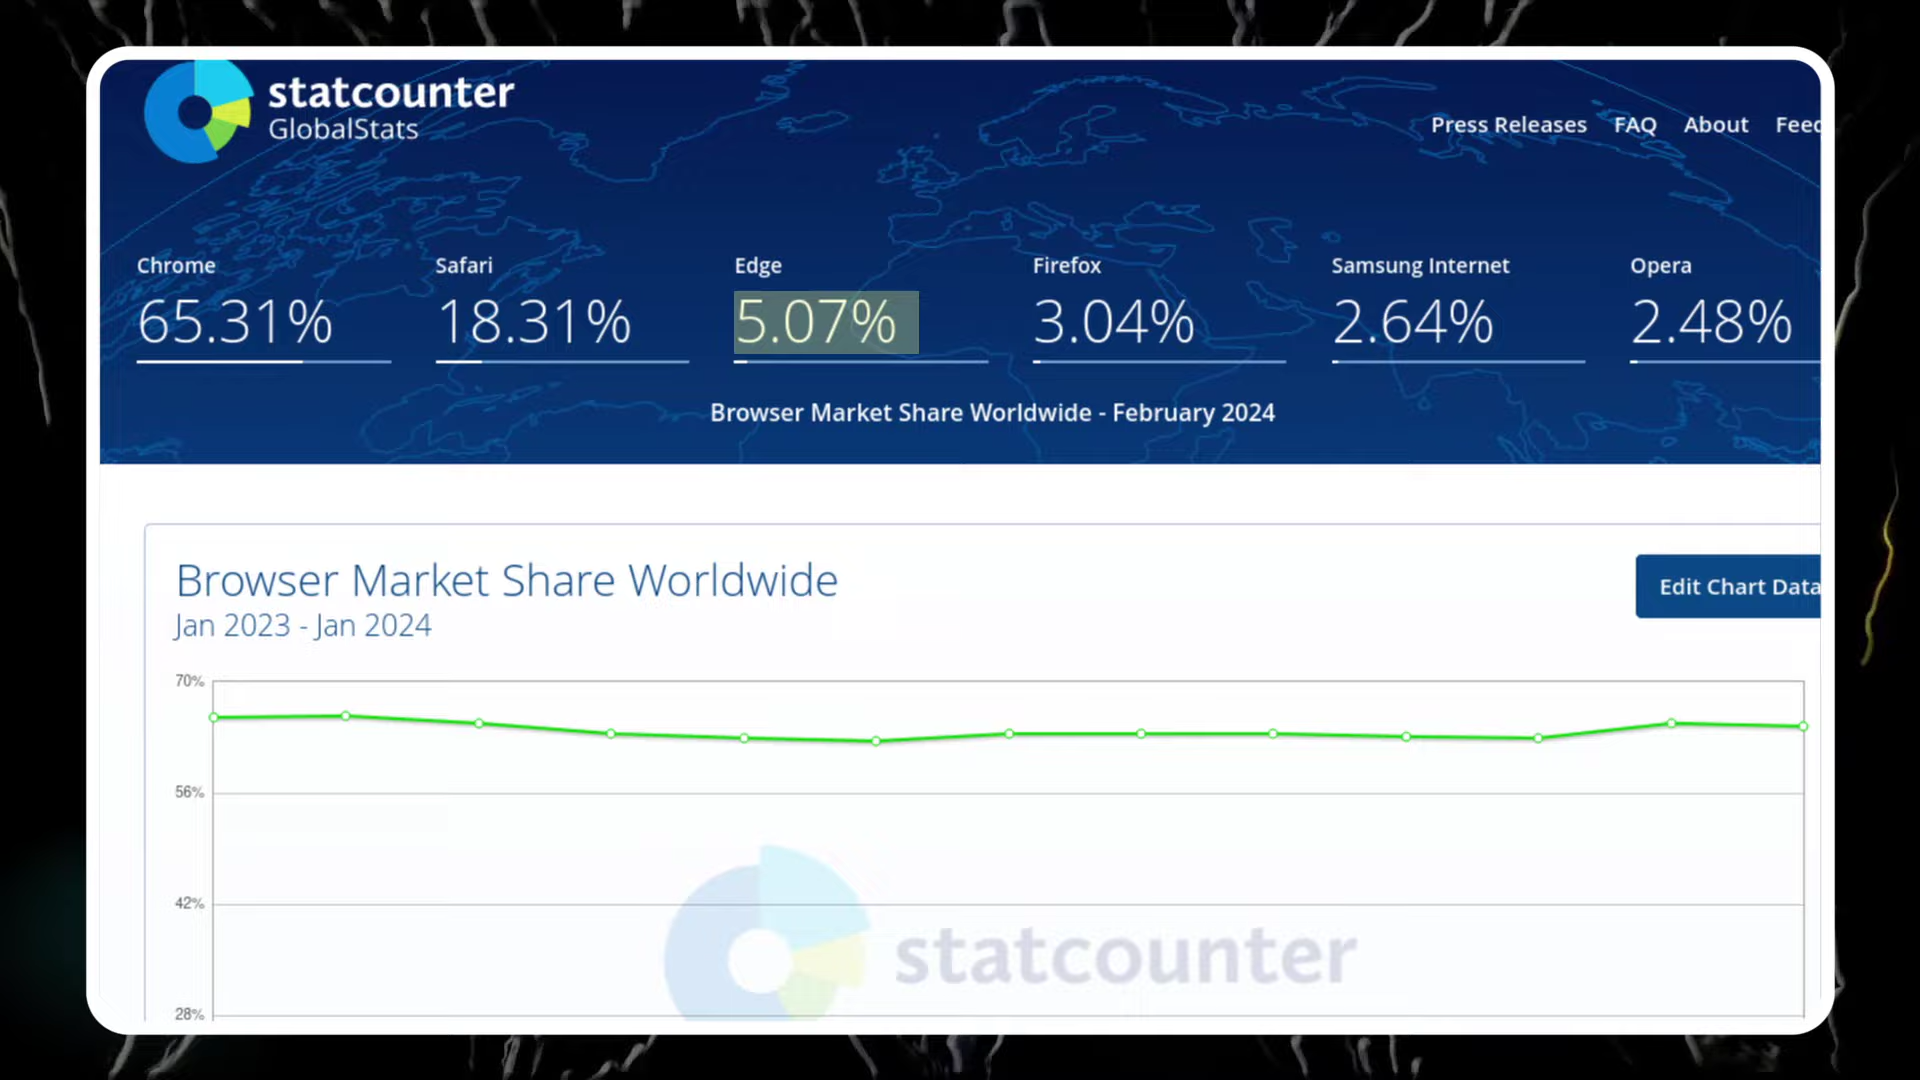 statcounter
GlobalStats
Press Releases FAQ About Feed
Chrome Safari Edge Firefox Samsung Internet Opera
65.31% 18.31% 5.07% 3.04% 2.64% 2.48%
Browser Market Share Worldwide - February 2024
Browser Market Share Worldwide
Jan 2023 - Jan 2024
Edit Chart Data
70%
56%
42%
statcounter
28%